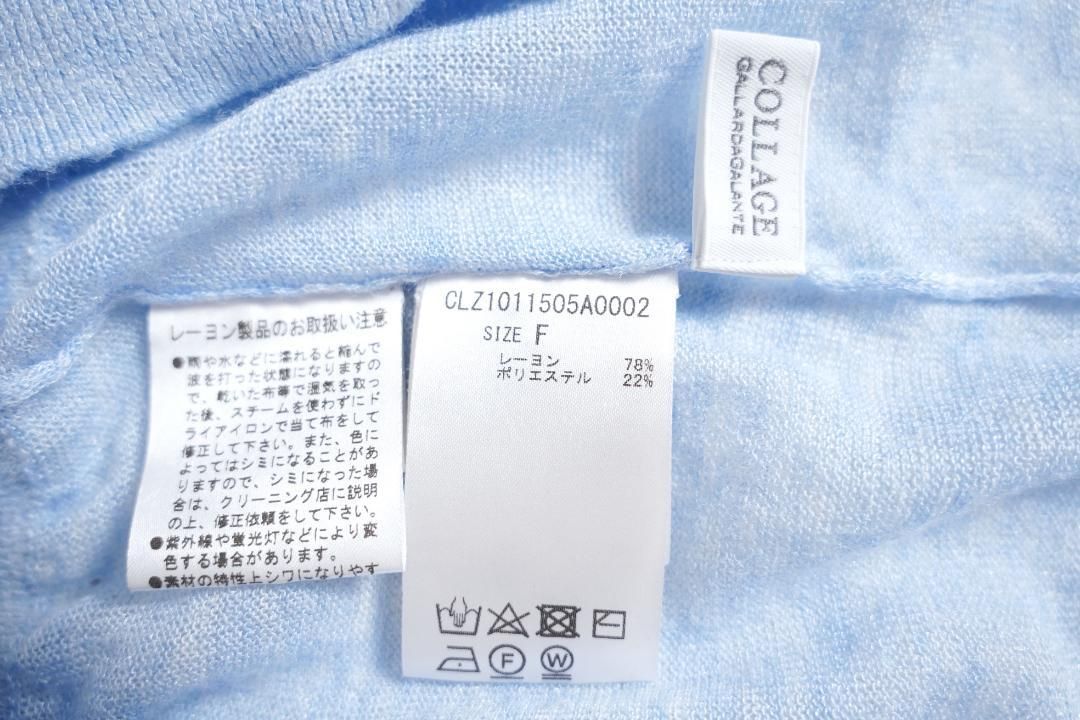 COLLAGE
GALLARDAGALANTE
レーヨン製品のお取扱い注意
●雨や水などに濡れると縮んで
波を打った状態になりますの
で、乾いた布等で湿気を取っ
た後、スチームを使わずにド
ライアイロンで当て布をして
修正して下さい。また、色に
よってはシミになることがあ
りますので、シミになった場
合は、クリーニング店に説明
の上、修正依頼をして下さい。
●紫外線や蛍光灯などにより変
色する場合があります。
●素材の特性上シワになりやす
CLZ1011505A0002
SIZE F
レーヨン 78%
ポリエステル 22%
F W